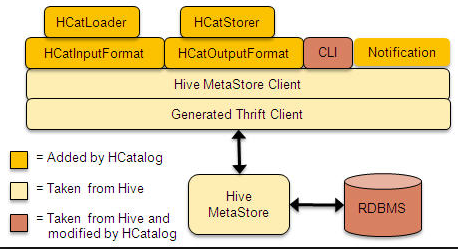 HCatLoader
HCatStorer
HCatInputFormat
HCatOutputFormat
CLI
Notification
Hive MetaStore Client
Generated Thrift Client
= Added by HCatalog
= Taken from Hive
= Taken from Hive and
modified by HCatalog
Hive
MetaStore
RDBMS